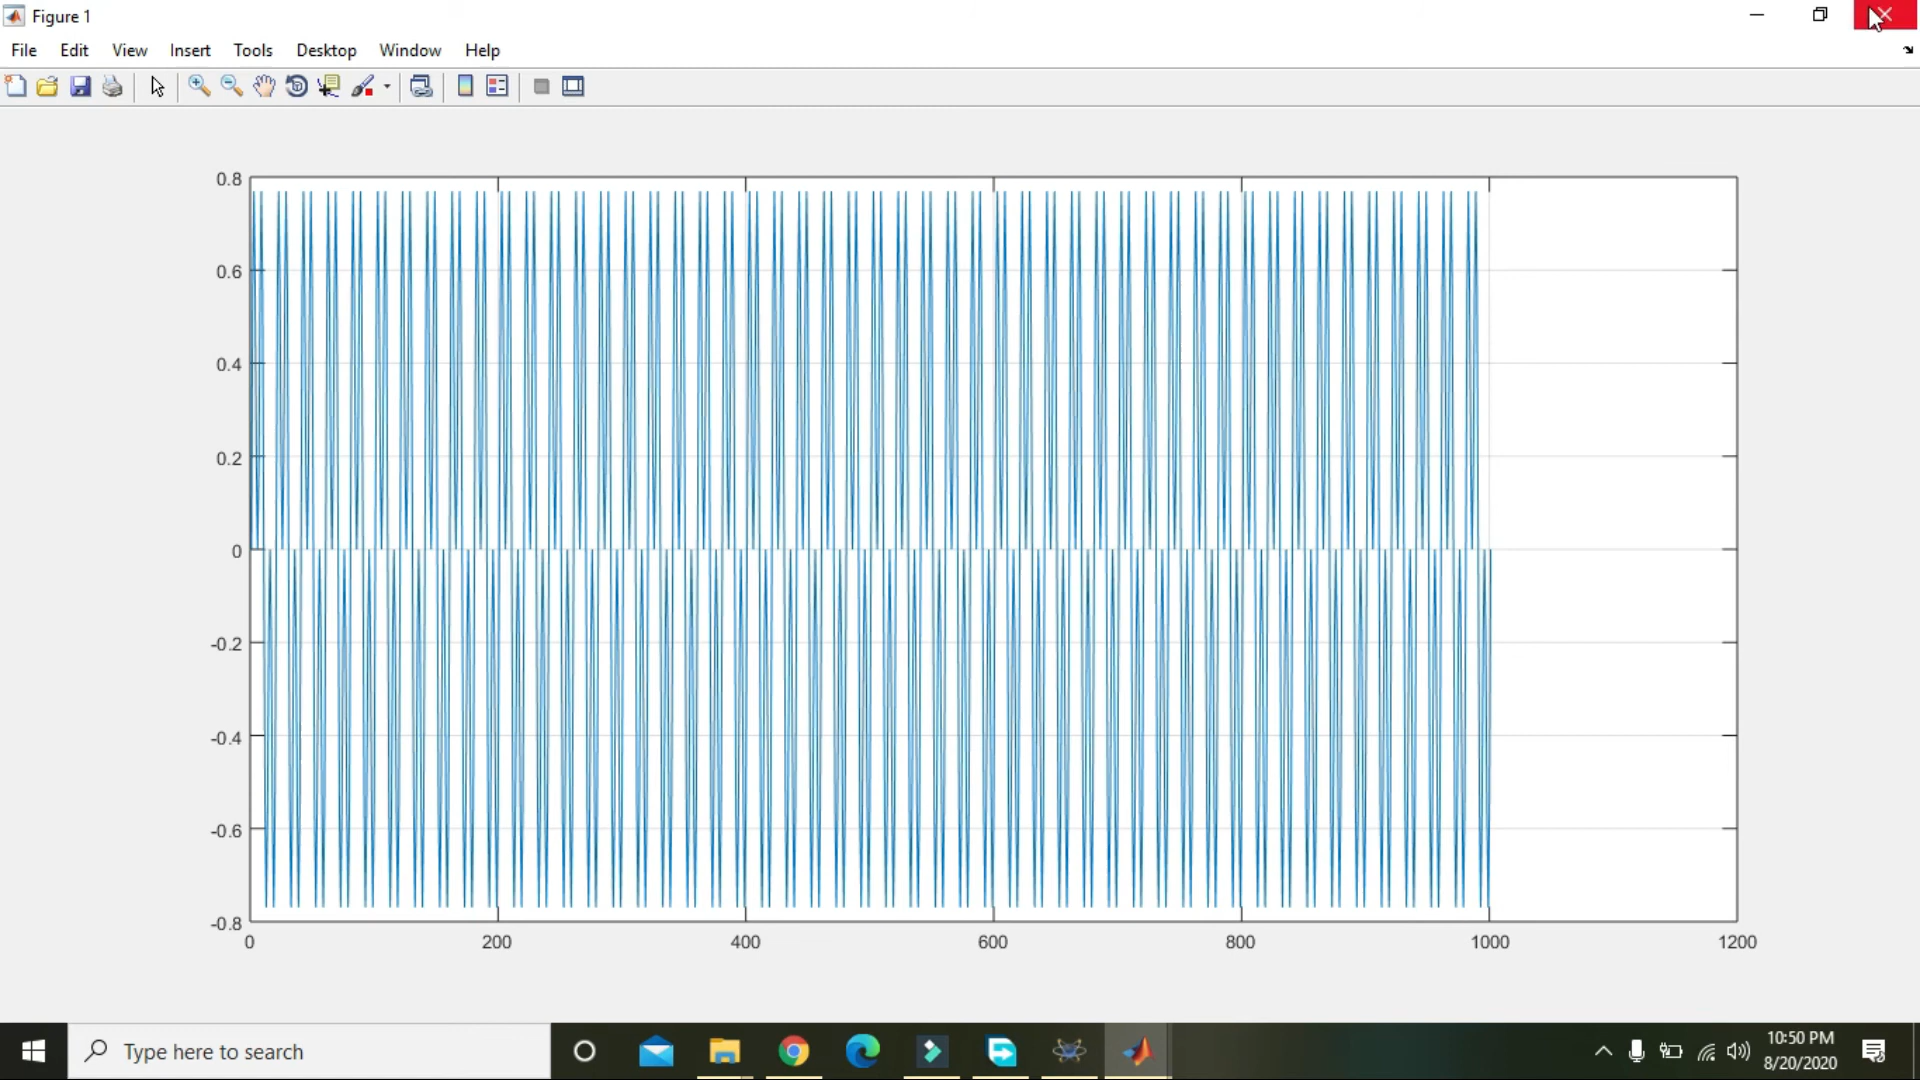 Figure 1
File Edit View Insert Tools Desktop Window Help
0.8
0.6
0.4
0.2
0
-0.2
-0.4
-0.6
-0.8
0 200 400 600 800 1000 1200
Type here to search
10:50 PM
8/20/2020